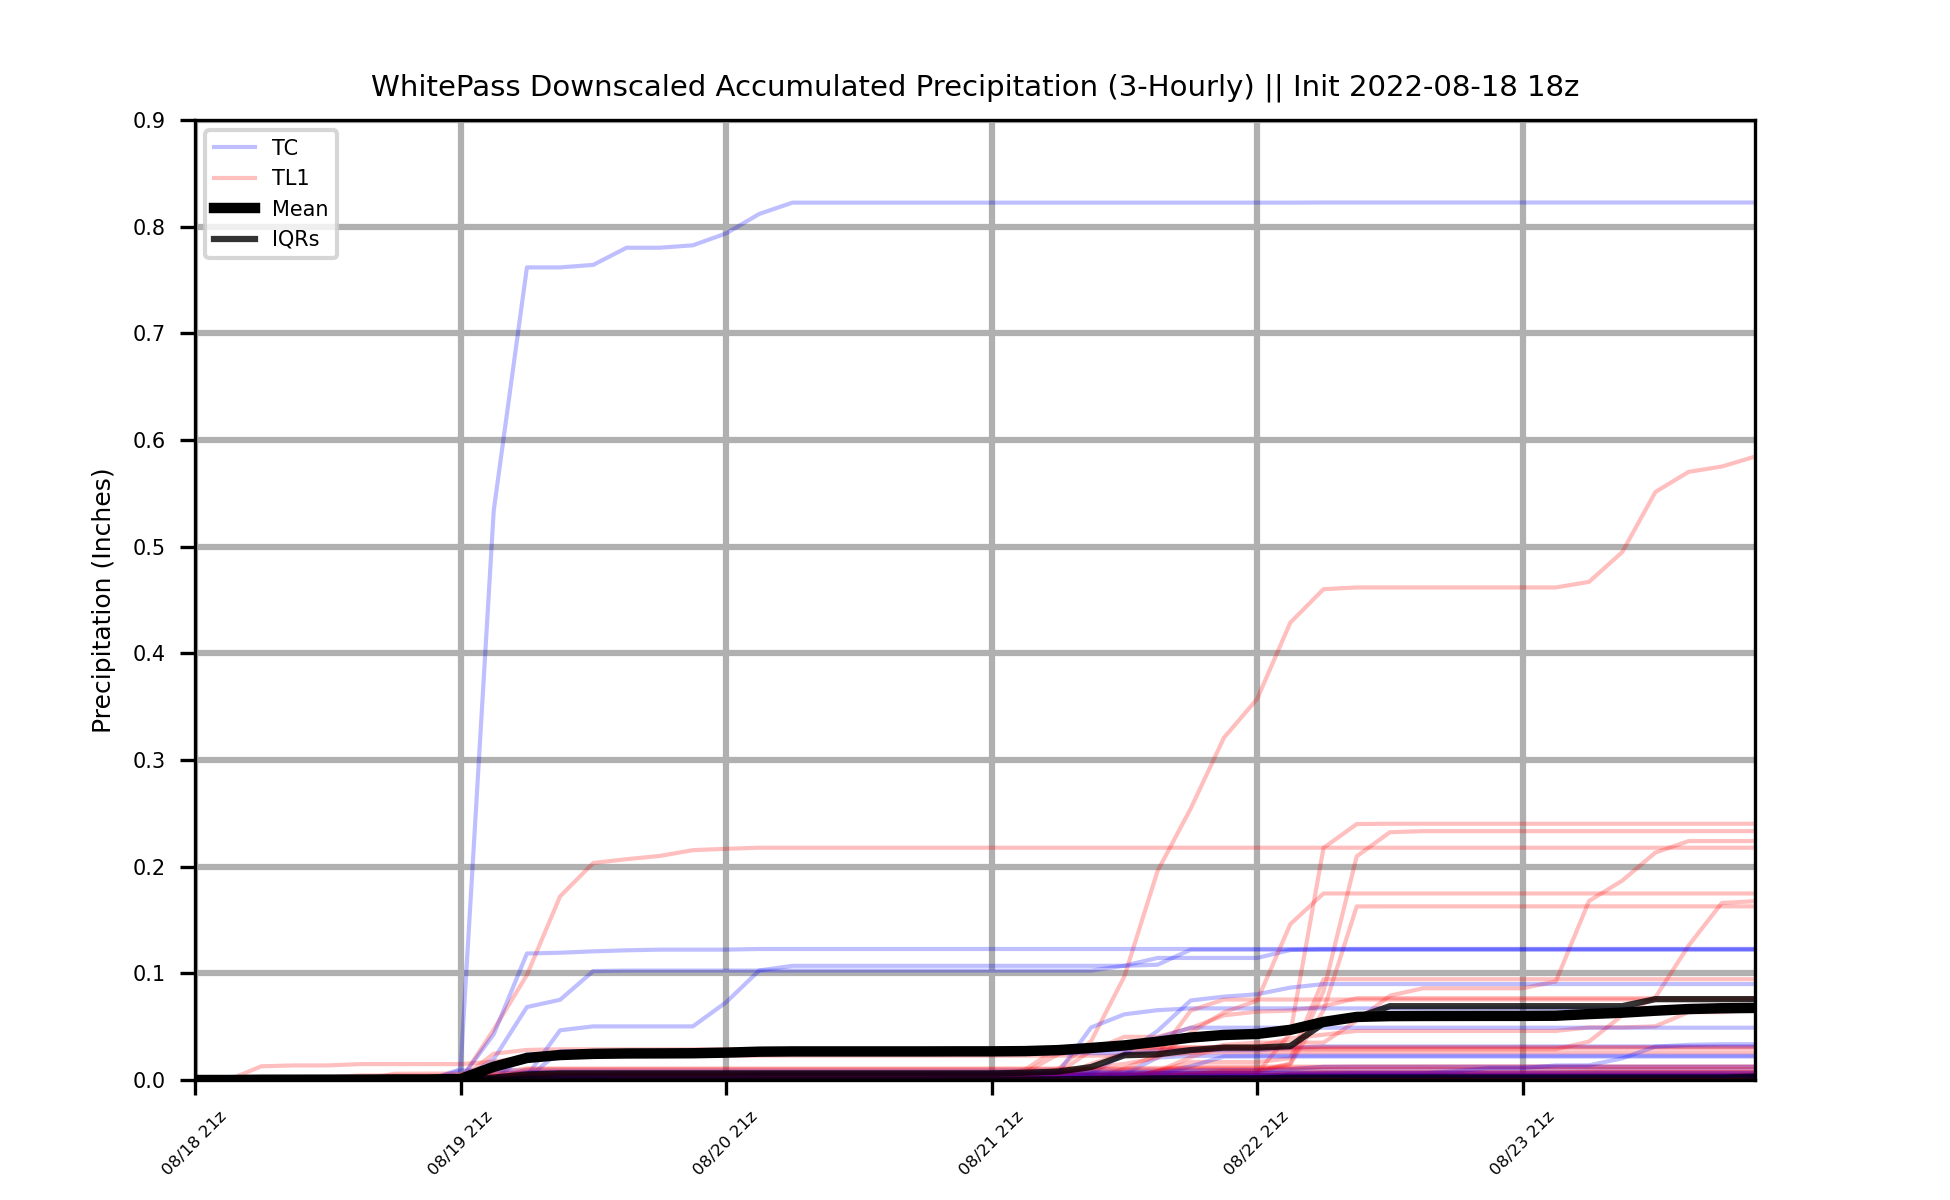 WhitePass Downscaled Accumulated Precipitation (3-Hourly) || Init 2022-08-18 18z
0.9
0.8
0.7
0.6
0.5
0.4
0.3
0.2
0.1
0.0
Precipitation (Inches)
TC
TL1
Mean
IQRs
08/18 21z
08/19 21z
08/20 21z
08/21 21z
08/22 21z
08/23 21z